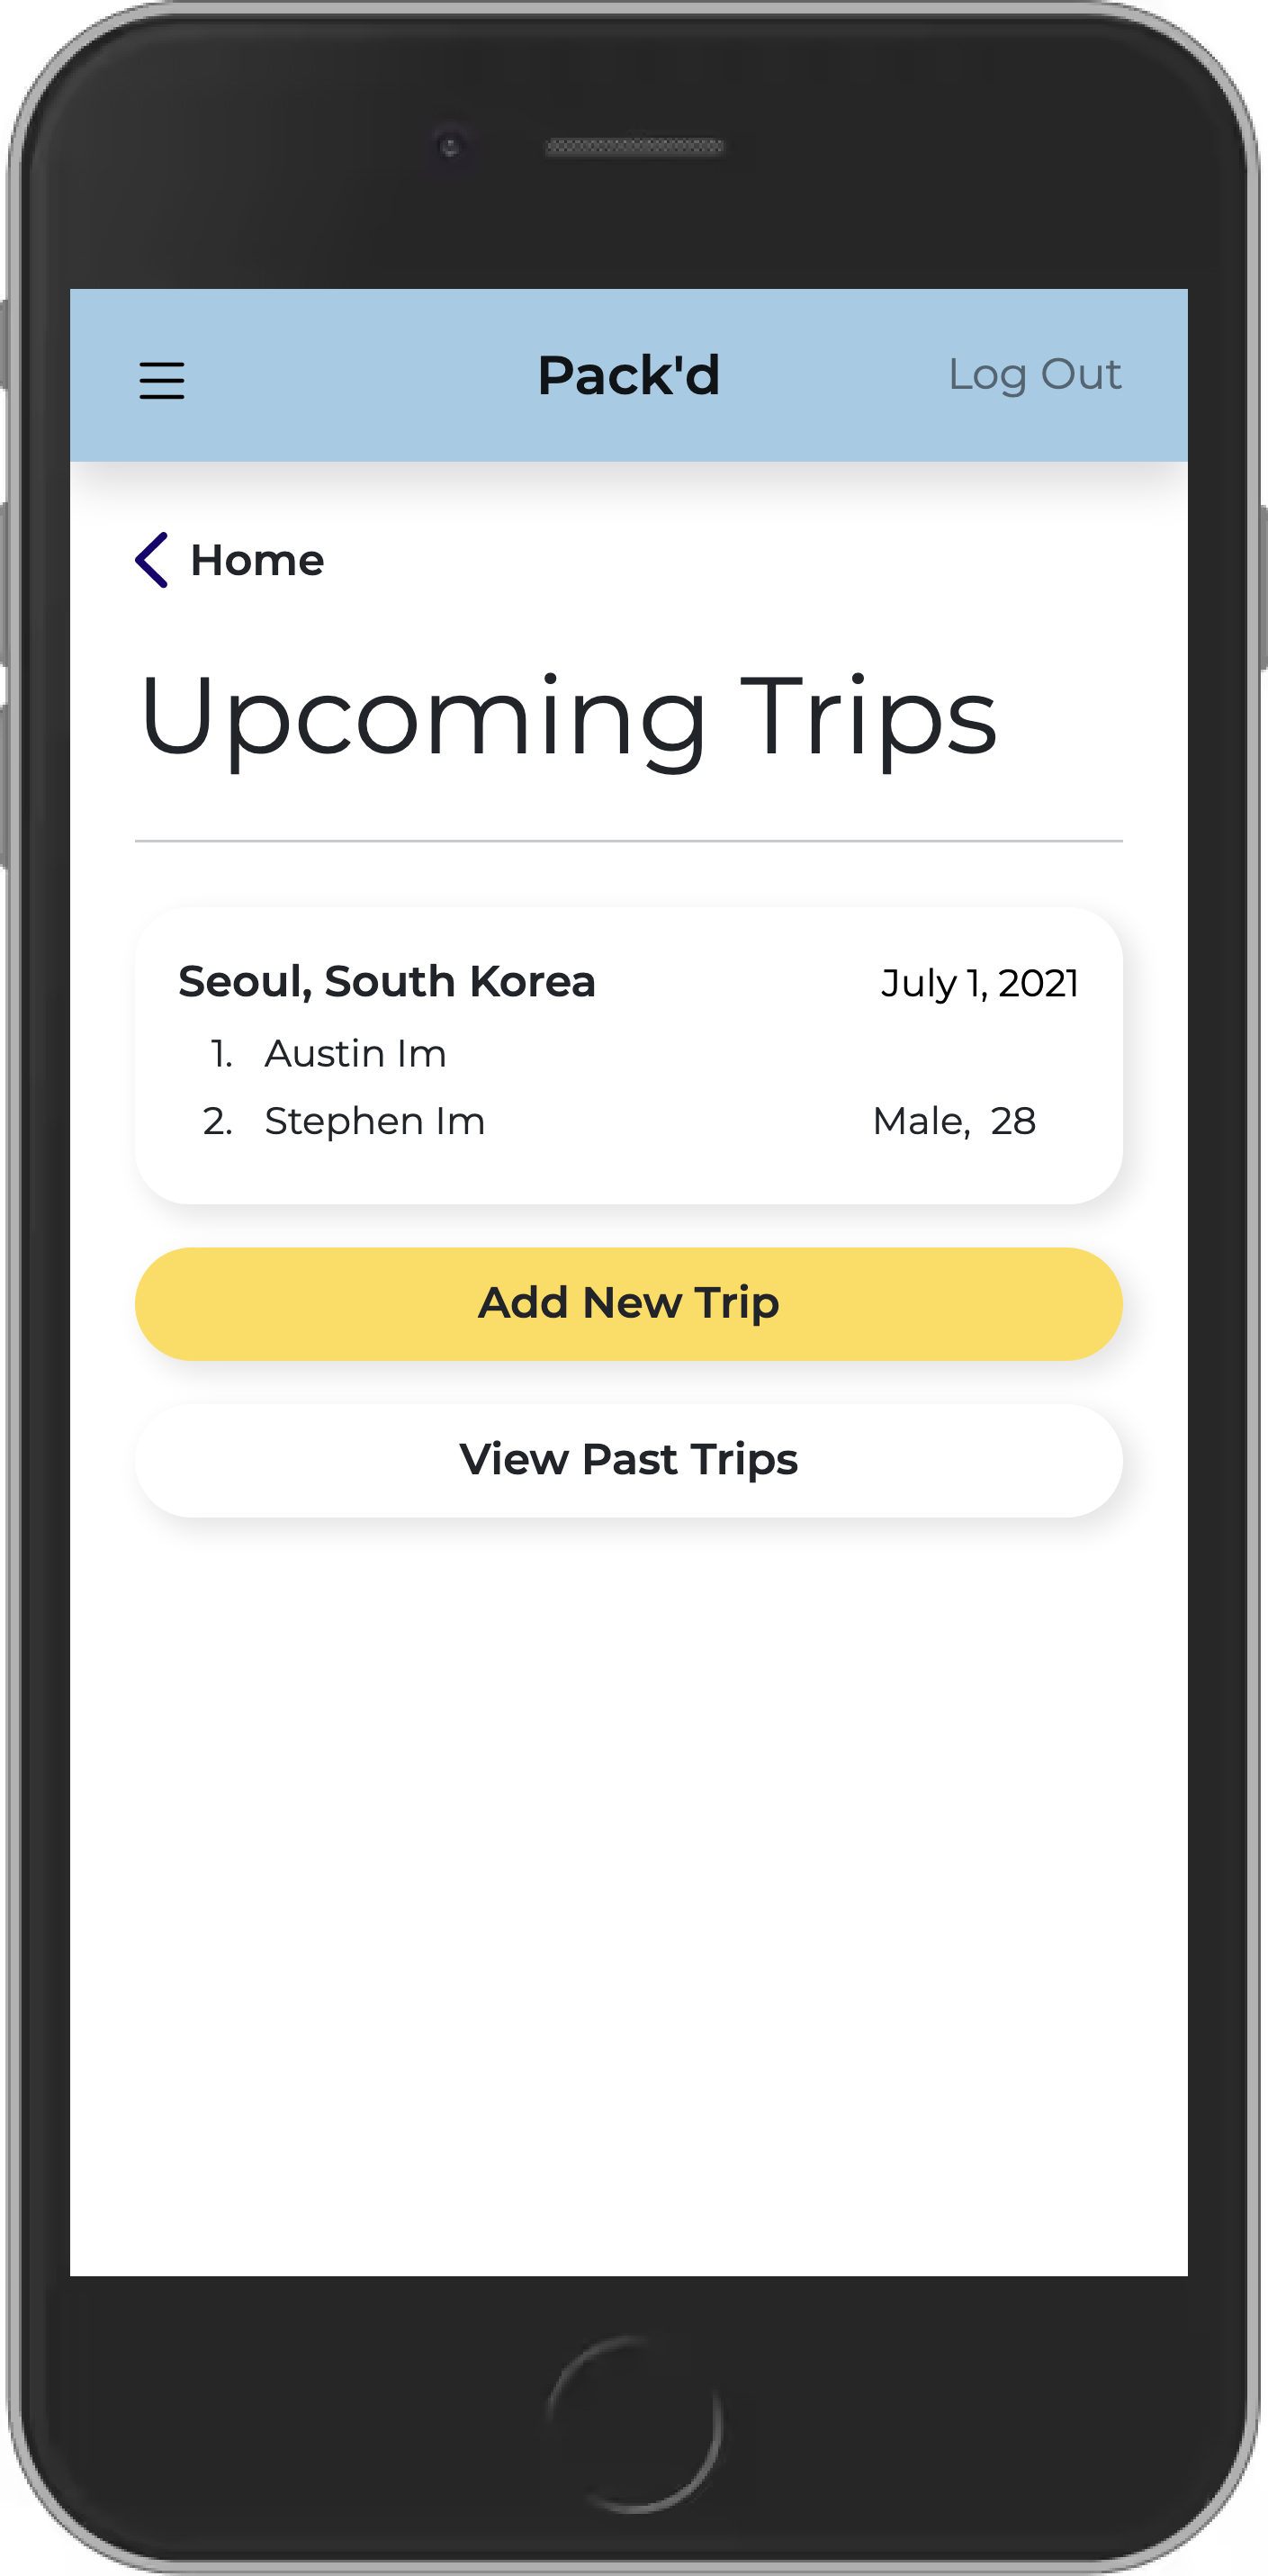 Pack'd Log Out
Home
Upcoming Trips
Seoul, South Korea July 1, 2021
1. Austin Im
2. Stephen Im Male, 28
Add New Trip
View Past Trips